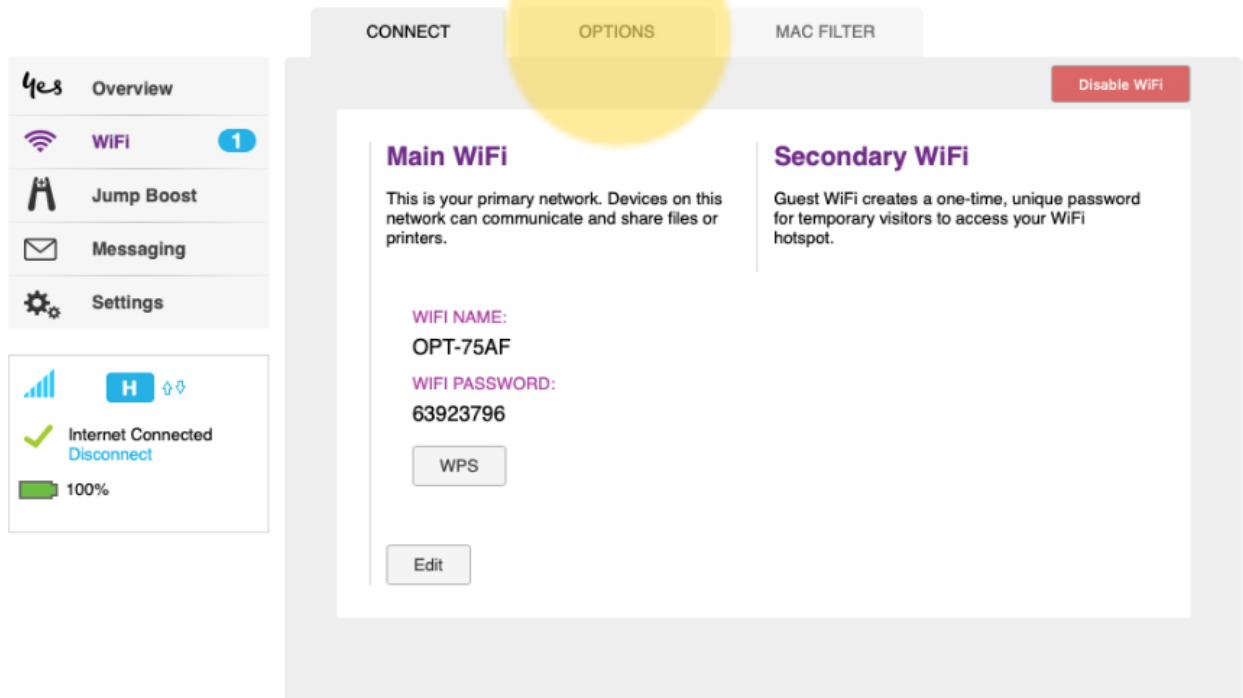 CONNECT
OPTIONS
MAC FILTER
Disable WiFi
yes
Overview
WiFi
1
Jump Boost
Messaging
Settings
H
Internet Connected
Disconnect
100%
Main WiFi
This is your primary network. Devices on this
network can communicate and share files or
printers.
WIFI NAME:
OPT-75AF
WIFI PASSWORD:
63923796
WPS
Edit
Secondary WiFi
Guest WiFi creates a one-time, unique password
for temporary visitors to access your WiFi
hotspot.